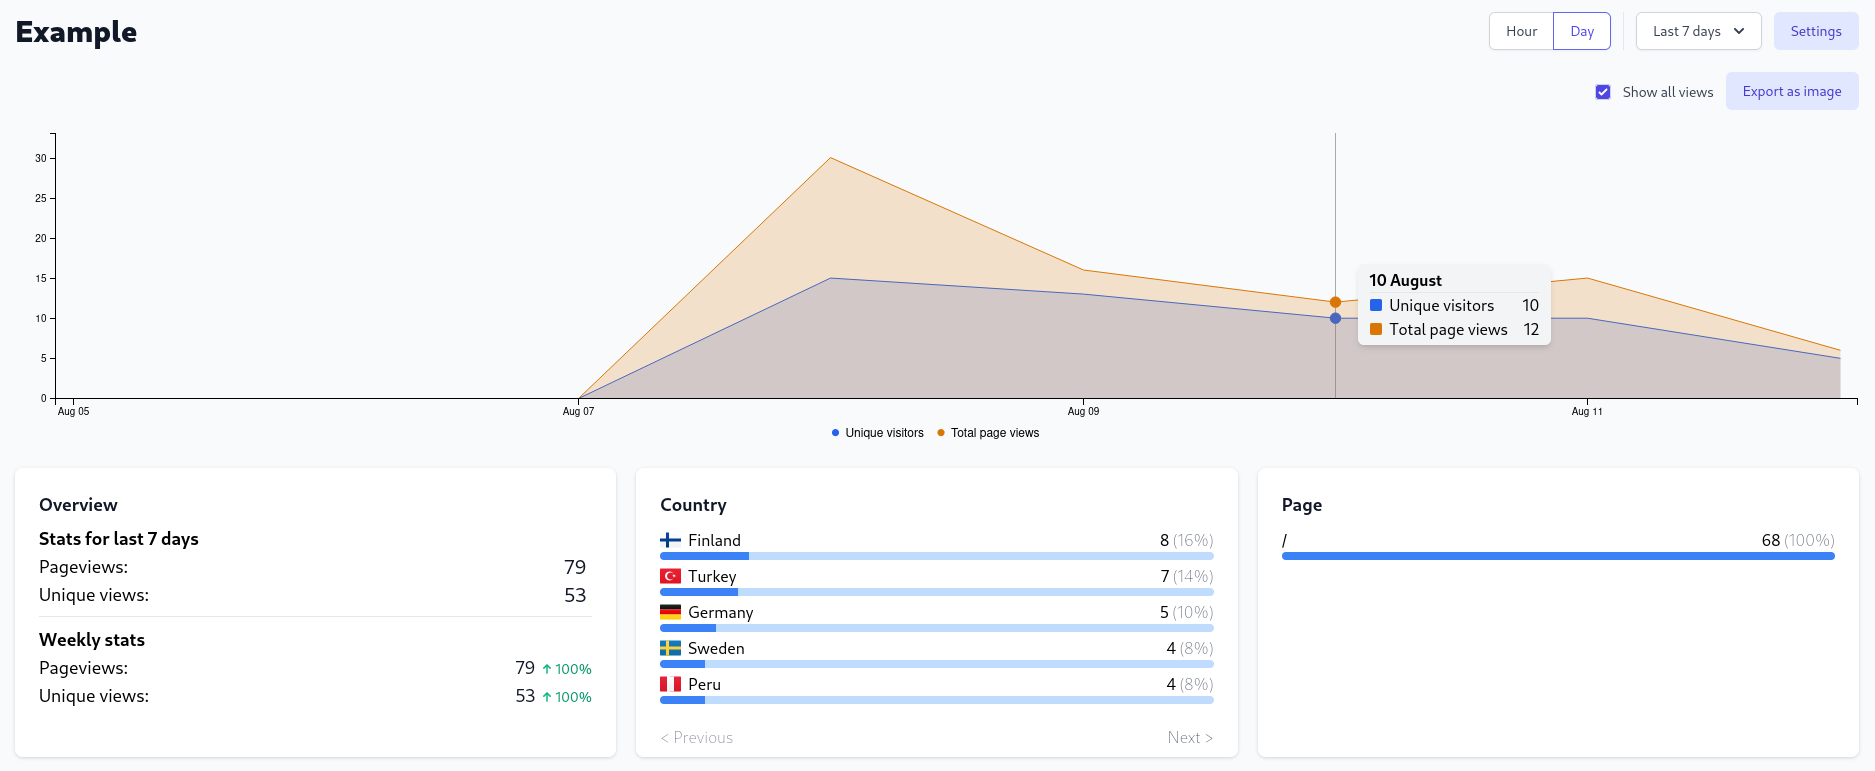 Example
Hour Day Last 7 days Settings
Show all views Export as image
30
25
20
15
10
5
0
10 August
Unique visitors 10
Total page views 12
Aug 05 Aug 07 Aug 09 Aug 11
Unique visitors Total page views
Overview
Stats for last 7 days
Pageviews: 79
Unique views: 53
Weekly stats
Pageviews: 79 ↑ 100%
Unique views: 53 ↑ 100%
Country
Finland 8 (16%)
Turkey 7 (14%)
Germany 5 (10%)
Sweden 4 (8%)
Peru 4 (8%)
< Previous Next >
Page
/ 68 (100%)